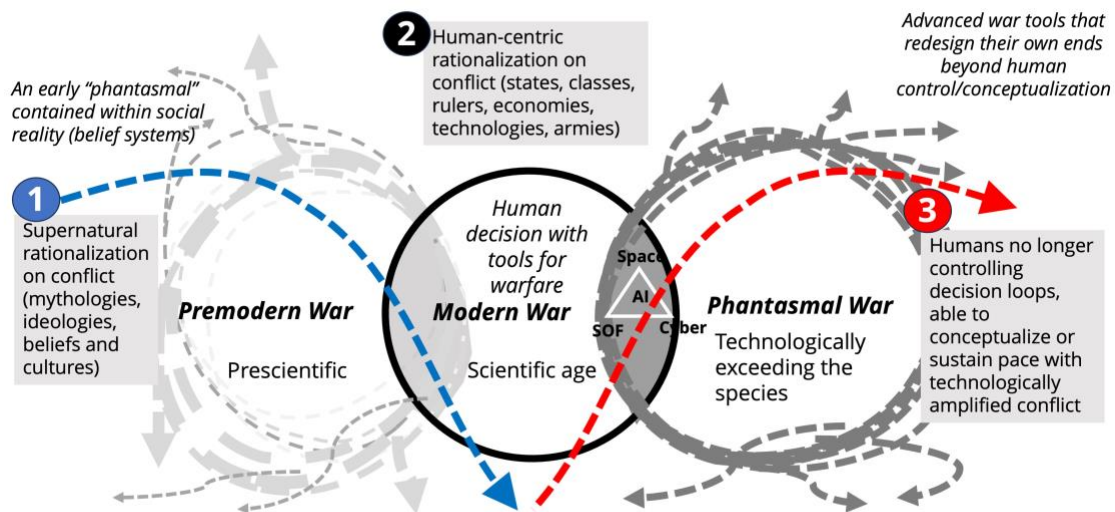 An early “phantasmal”
contained within social
reality (belief systems)
1
Supernatural
rationalization
on conflict
(mythologies,
ideologies,
beliefs and
cultures)
Premodern War
Prescientific
2
Human-centric
rationalization on
conflict (states, classes,
rulers, economies,
technologies, armies)
Human
decision with
tools for
warfare
Modern War
Scientific age
Space
AI
SOF
Cyber
Phantasmal War
Technologically
exceeding the
species
Advanced war tools that
redesign their own ends
beyond human
control/conceptualization
3
Humans no longer
controlling
decision loops,
able to
conceptualize or
sustain pace with
technologically
amplified conflict